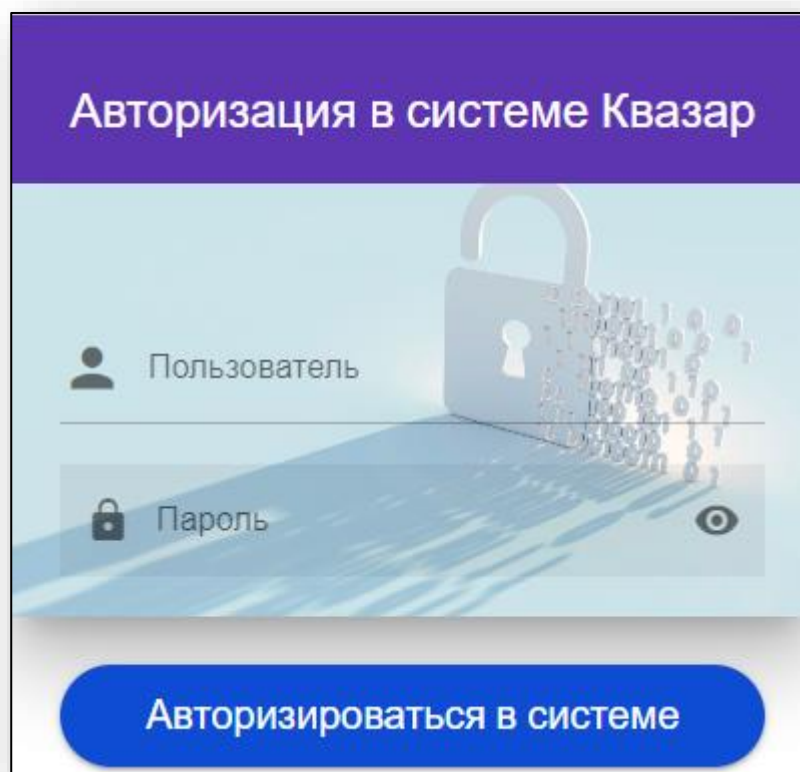 Авторизация в системе Квазар
Пользователь
Пароль
Авторизироваться в системе